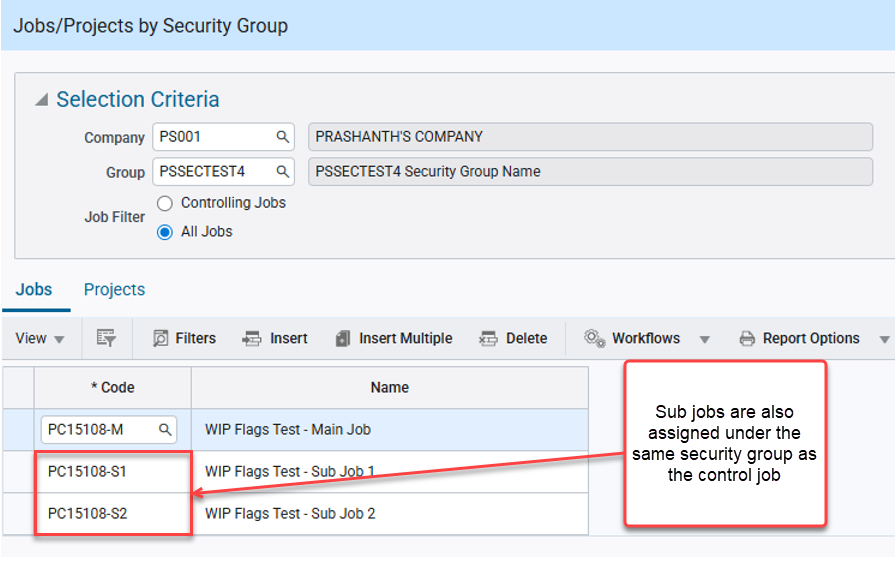 Jobs/Projects by Security Group
Selection Criteria
Company PS001 PRASHANTH'S COMPANY
Group PSSECTEST4 PSSECTEST4 Security Group Name
Job Filter
Controlling Jobs
All Jobs
Jobs Projects
View Filters Insert Insert Multiple Delete Workflows Report Options
* Code Name
PC15108-M WIP Flags Test - Main Job
PC15108-S1 WIP Flags Test - Sub Job 1
PC15108-S2 WIP Flags Test - Sub Job 2
Sub jobs are also
assigned under the
same security group as
the control job